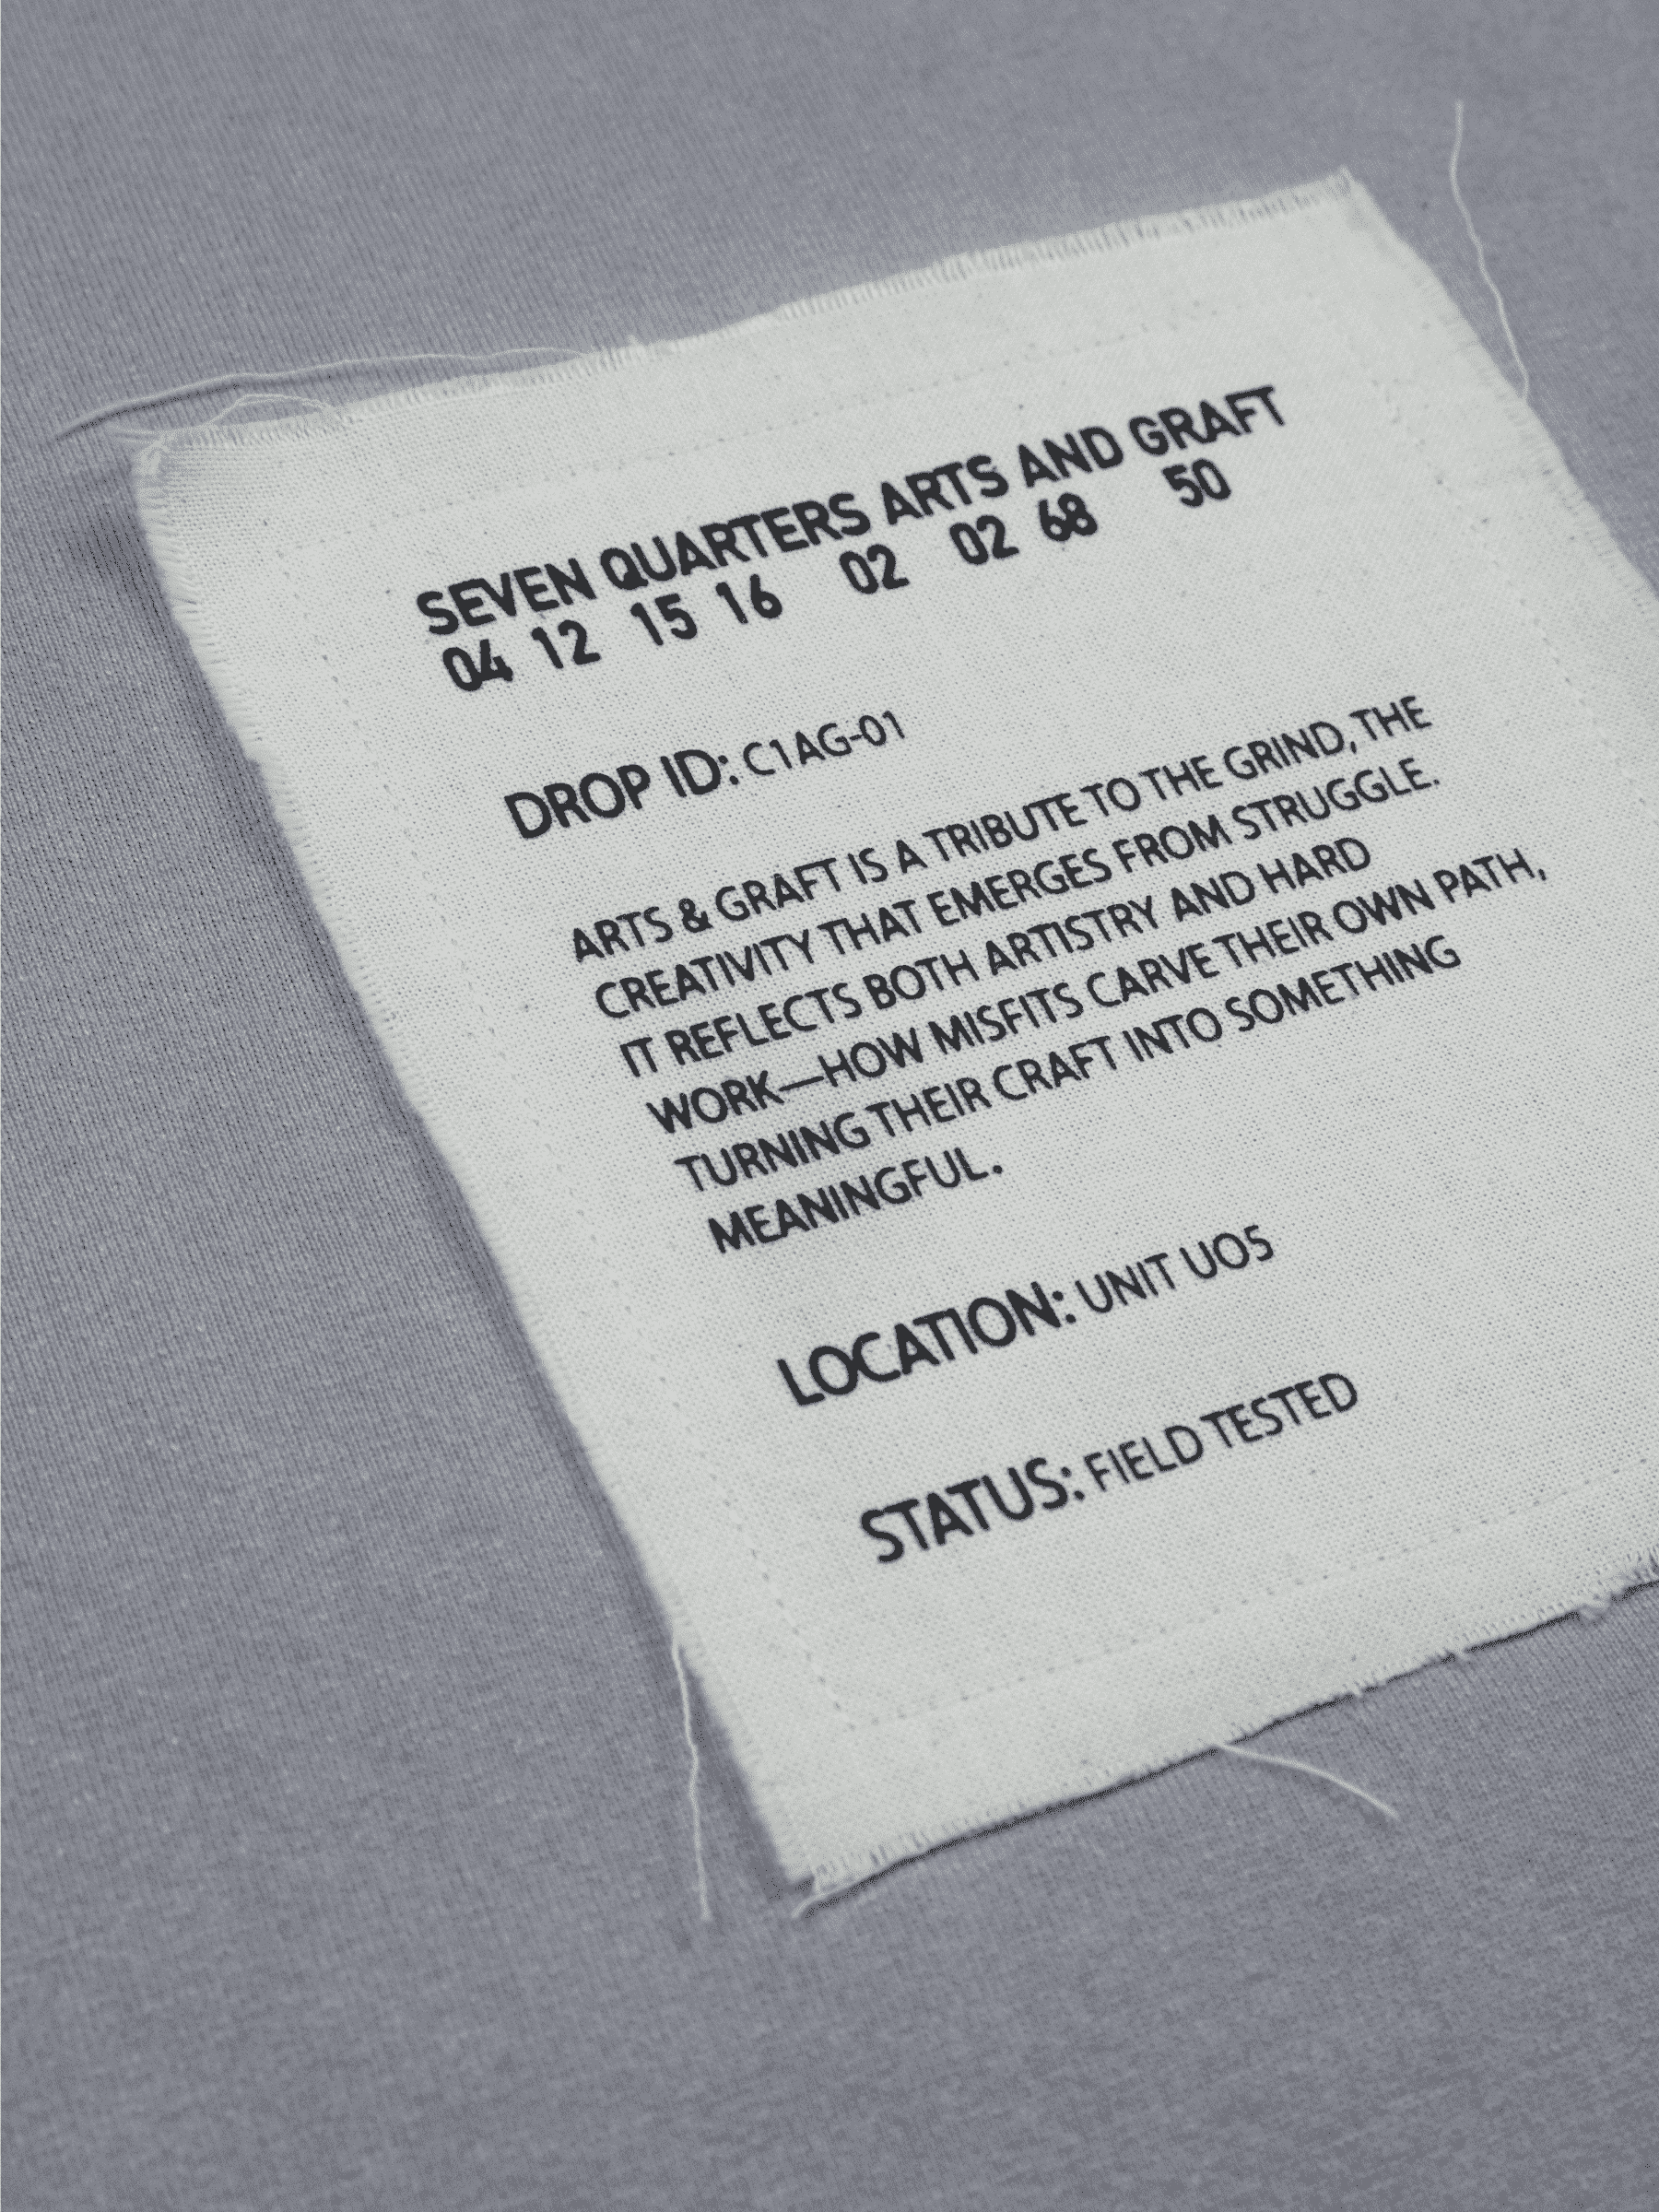 SEVEN QUARTERS ARTS AND GRAFT
04 12 15 16 02 02 68 50
DROP ID: C1AG-01
ARTS & GRAFT IS A TRIBUTE TO THE GRIND, THE
CREATIVITY THAT EMERGES FROM STRUGGLE.
IT REFLECTS BOTH ARTISTRY AND HARD
WORK—HOW MISFITS CARVE THEIR OWN PATH,
TURNING THEIR CRAFT INTO SOMETHING
MEANINGFUL.
LOCATION: UNIT UO5
STATUS: FIELD TESTED